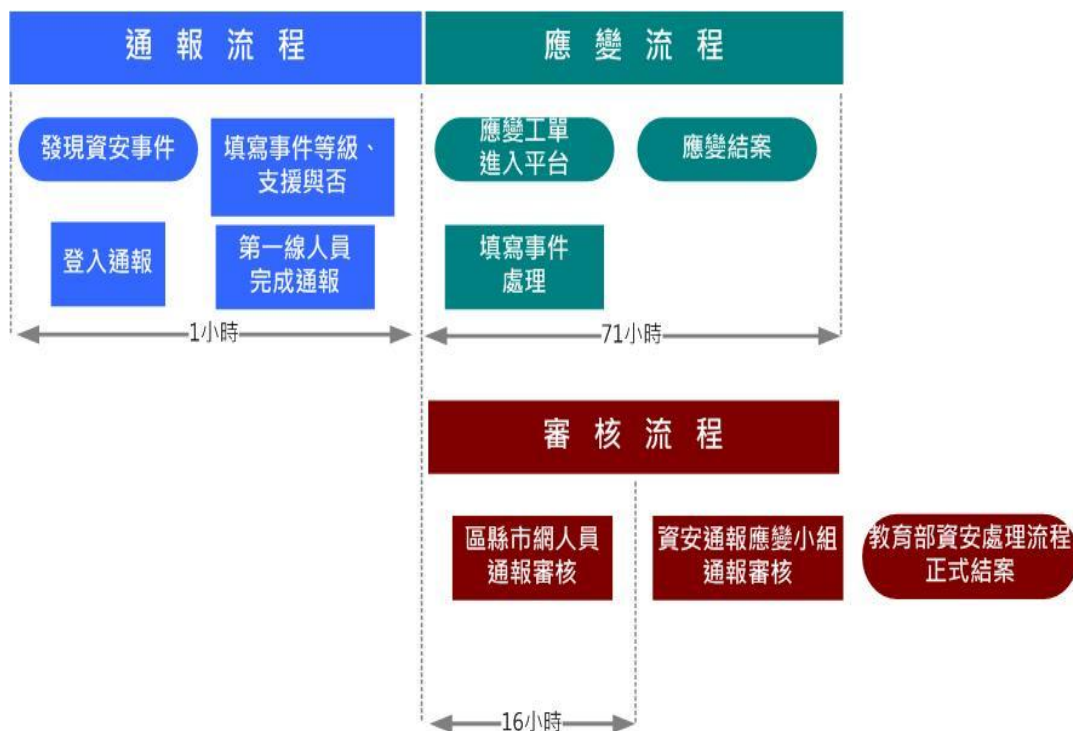 通報流程
應變流程
發現資安事件
填寫事件等級、
支援與否
登入通報
第一線人員
完成通報
應變工單
進入平台
應變結案
填寫事件
處理
1小時
71小時
審核流程
區縣市網人員
通報審核
資安通報應變小組
通報審核
教育部資安處理流程
正式結案
16小時